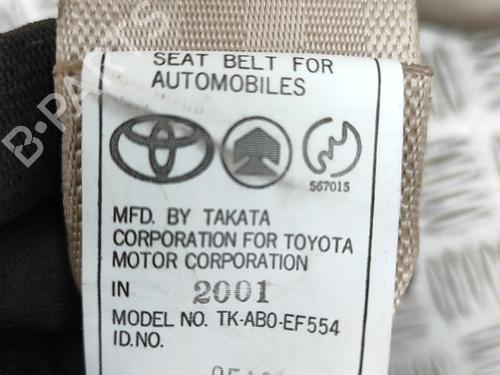 SEAT BELT FOR
AUTOMOBILES
567015
MFD. BY TAKATA
CORPORATION FOR TOYOTA
MOTOR CORPORATION
IN 2001
MODEL NO. TK-AB0-EF554
ID.NO.
B-PARTS